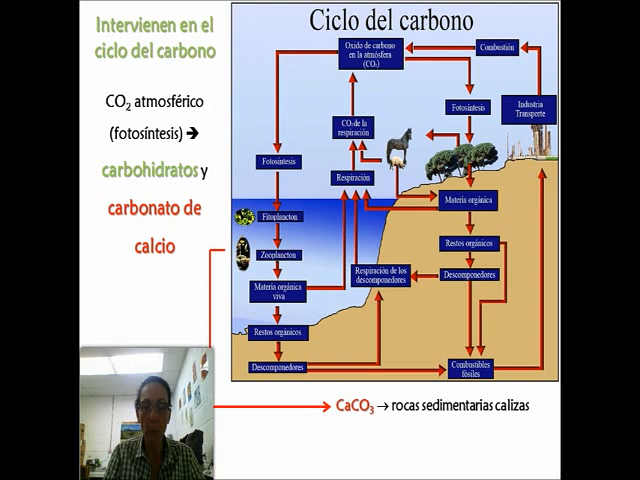 Intervienen en el
ciclo del carbono
CO₂ atmosférico
(fotosíntesis) ➔
carbohidratos y
carbonato de
calcio
Ciclo del carbono
Oxido de carbono
en la atmósfera
(CO₂)
Combustión
Fotosíntesis
Industria
Transporte
CO₂ de la
respiración
Fotosíntesis
Respiración
Materia orgánica
Fitoplancton
Restos orgánicos
Zooplancton
Respiración de los
descomponedores
Descomponedores
Materia orgánica
viva
Restos orgánicos
Descomponedores
Combustibles
fósiles
CaCO₃ → rocas sedimentarias calizas